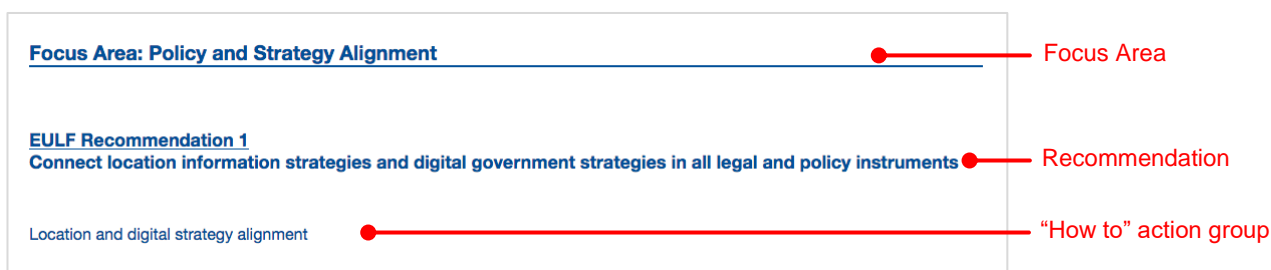 Focus Area: Policy and Strategy Alignment
Focus Area
EULF Recommendation 1
Connect location information strategies and digital government strategies in all legal and policy instruments
Recommendation
Location and digital strategy alignment
“How to” action group